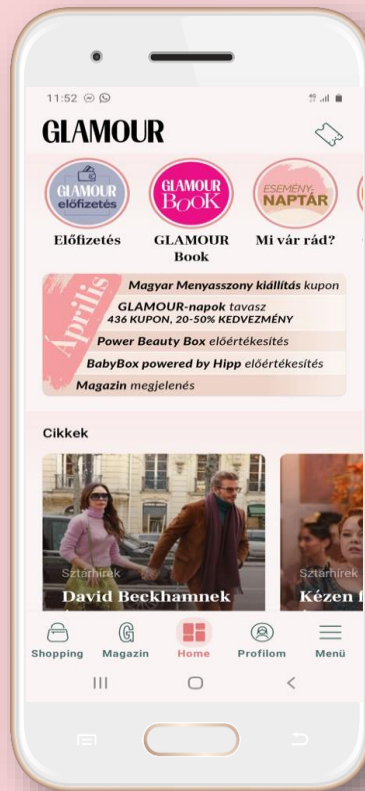 11:52
GLAMOUR
GLAMOUR
előfizetés
GLAMOUR
BOOK
ESEMÉNY-
NAPTÁR
Előfizetés
GLAMOUR
Book
Mi vár rád?
Április
Magyar Menyasszony kiállítás kupon
GLAMOUR-napok tavasz
436 KUPON, 20-50% KEDVEZMÉNY
Power Beauty Box előértékesítés
BabyBox powered by Hipp előértékesítés
Magazin megjelenés
Cikkek
Sztárhírek
David Beckhamnek
Sztárhírek
Kézen f
Shopping
Magazin
Home
Profilom
Menü